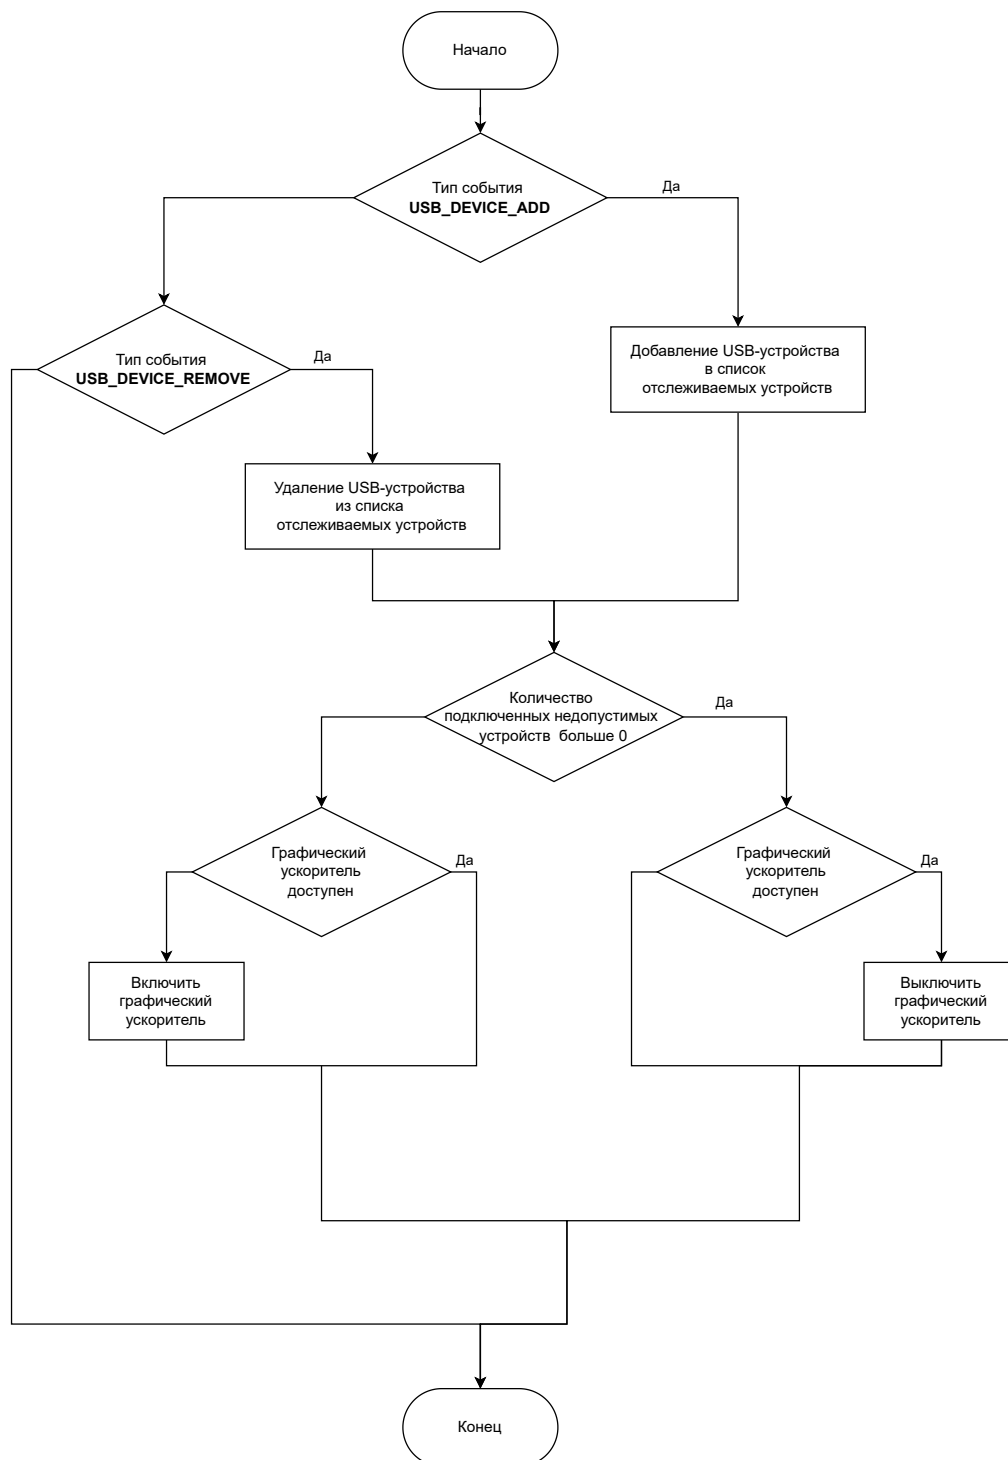 Начало
Тип события
USB_DEVICE_ADD
Да
Тип события
USB_DEVICE_REMOVE
Да
Добавление USB-устройства
в список
отслеживаемых устройств
Удаление USB-устройства
из списка
отслеживаемых устройств
Количество
подключенных недопустимых
устройств больше 0
Да
Графический
ускоритель
доступен
Да
Графический
ускоритель
доступен
Да
Включить
графический
ускоритель
Выключить
графический
ускоритель
Конец